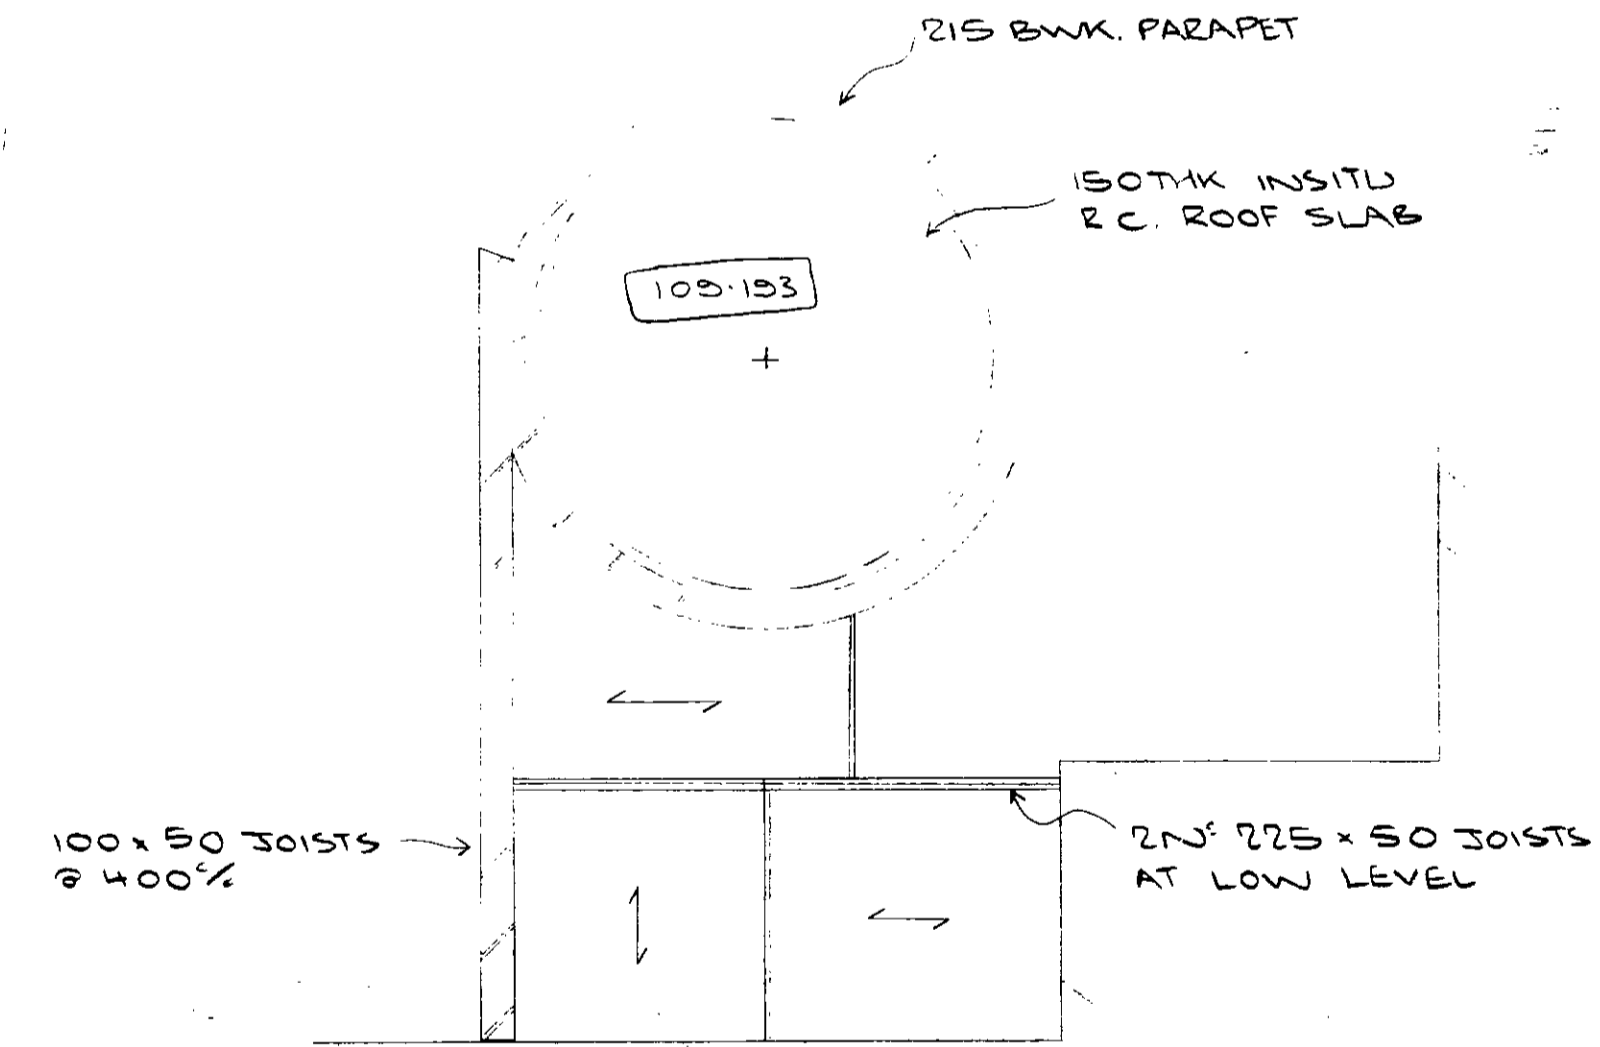 215 BWK. PARAPET
150THK INSITU
R C. ROOF SLAB
109.193
100 x 50 JOISTS
@ 400 c/c
2Nº 225 x 50 JOISTS
AT LOW LEVEL